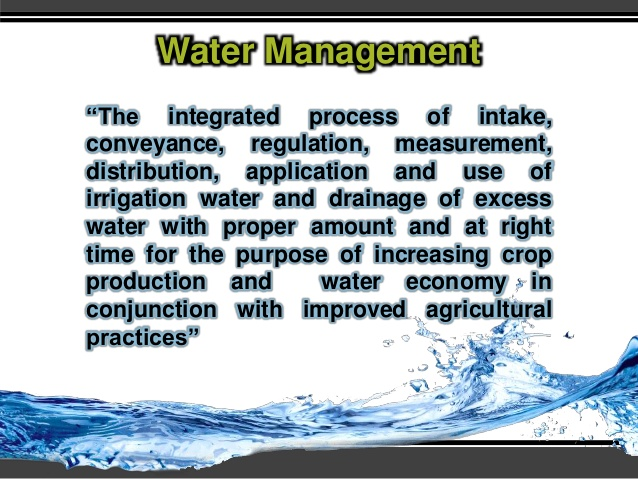 Water Management
“The integrated process of intake,
conveyance, regulation, measurement,
distribution, application and use of
irrigation water and drainage of excess
water with proper amount and at right
time for the purpose of increasing crop
production and water economy in
conjunction with improved agricultural
practices”